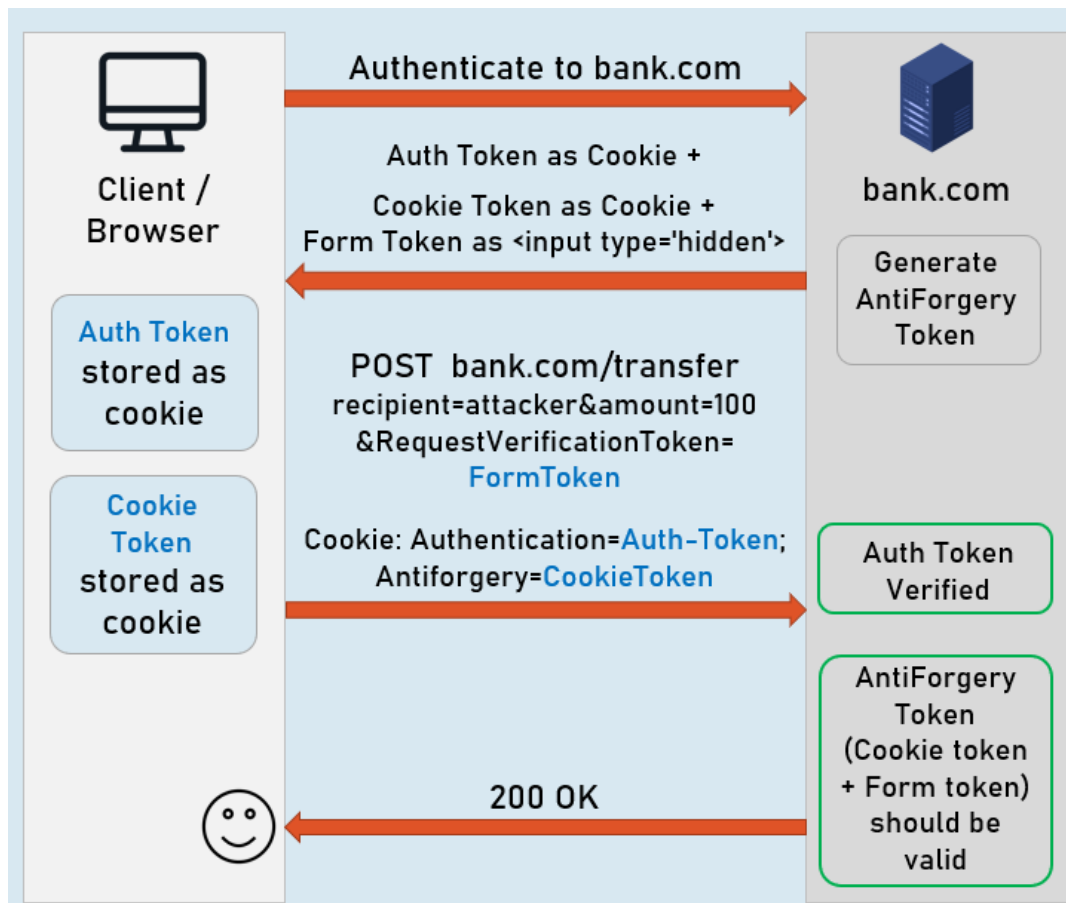 Authenticate to bank.com
Client /
Browser
bank.com
Auth Token as Cookie +
Cookie Token as Cookie +
Form Token as <input type='hidden'>
Generate
AntiForgery
Token
Auth Token
stored as
cookie
POST  bank.com/transfer
recipient=attacker&amount=100
&RequestVerificationToken=
FormToken
Cookie
Token
stored as
cookie
Cookie: Authentication=Auth-Token;
Antiforgery=CookieToken
Auth Token
Verified
AntiForgery
Token
(Cookie token
+ Form token)
should be
valid
200 OK